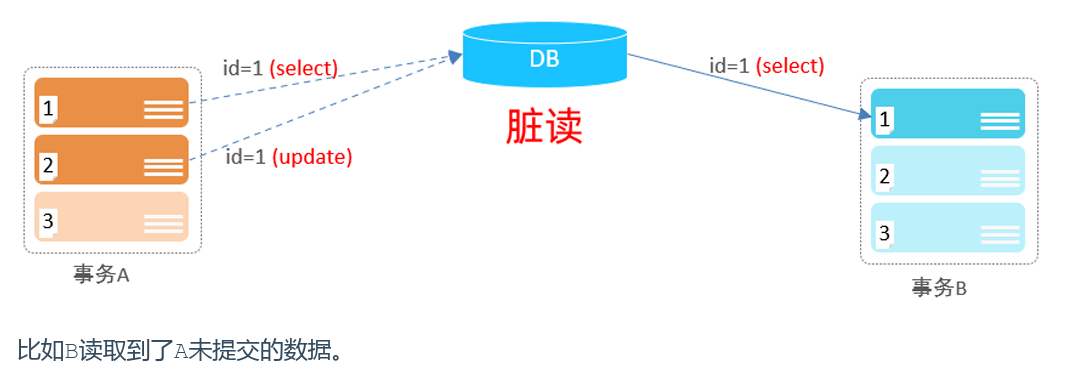 id=1 (select)
DB
id=1 (select)
1
脏读
1
2
id=1 (update)
2
3
3
事务A
事务B
比如B读取到了A未提交的数据。